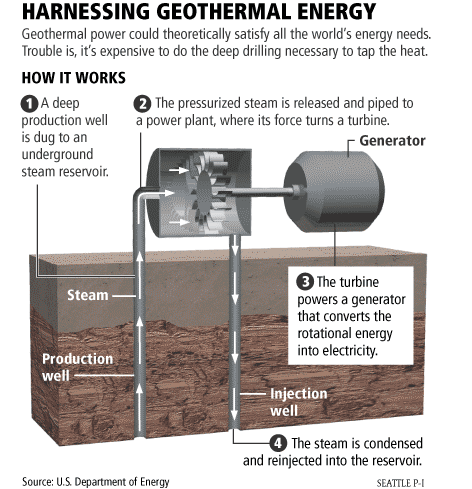 HARNESSING GEOTHERMAL ENERGY
Geothermal power could theoretically satisfy all the world's energy needs.
Trouble is, it's expensive to do the deep drilling necessary to tap the heat.
HOW IT WORKS
1 A deep
production well
is dug to an
underground
steam reservoir.
2 The pressurized steam is released and piped to
a power plant, where its force turns a turbine.
Generator
3 The turbine
powers a generator
that converts the
rotational energy
into electricity.
Steam
Production
well
Injection
well
4 The steam is condensed
and reinjected into the reservoir.
Source: U.S. Department of Energy
SEATTLE P-I